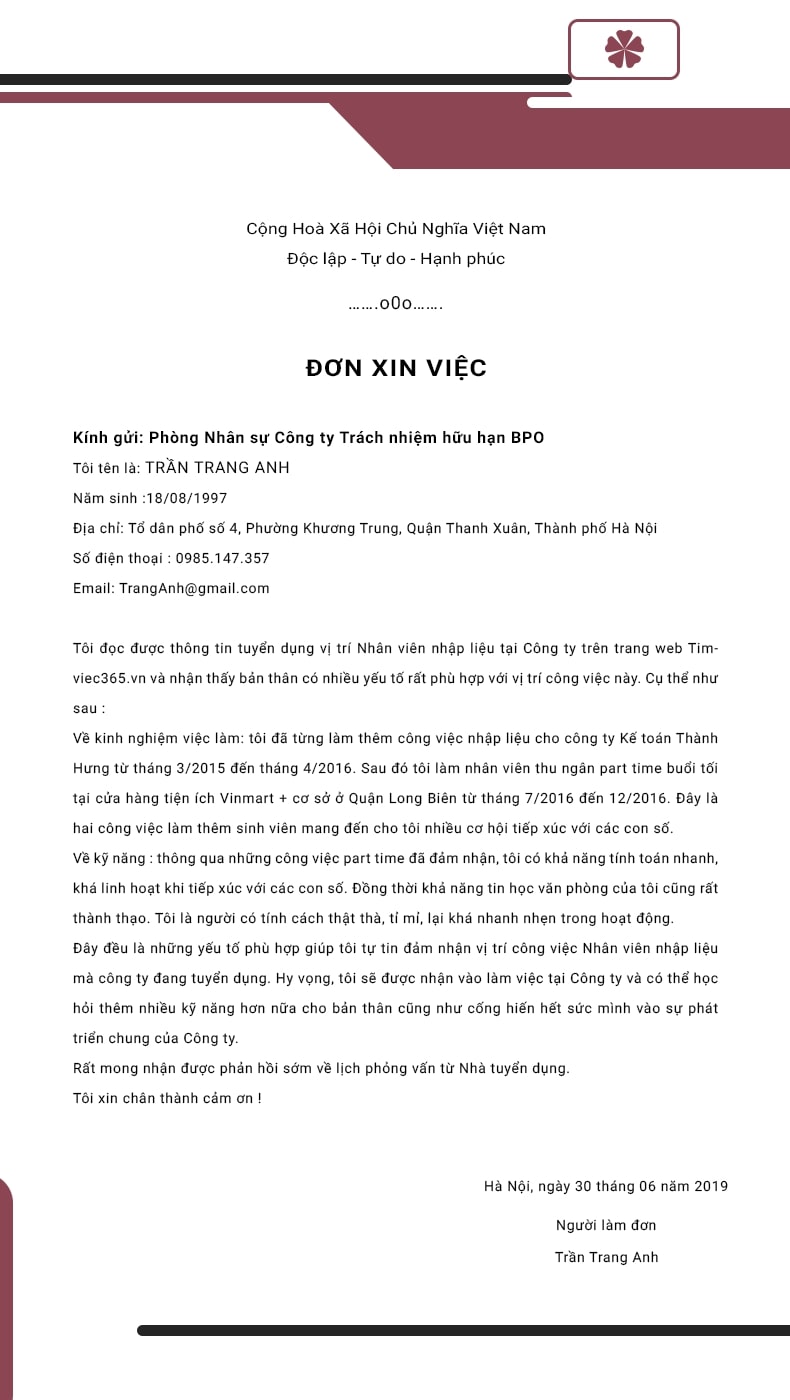 Cộng Hoà Xã Hội Chủ Nghĩa Việt Nam
Độc lập - Tự do - Hạnh phúc
.......o0o.......
ĐƠN XIN VIỆC
Kính gửi: Phòng Nhân sự Công ty Trách nhiệm hữu hạn BPO
Tôi tên là: TRẦN TRANG ANH
Năm sinh :18/08/1997
Địa chỉ: Tổ dân phố số 4, Phường Khương Trung, Quận Thanh Xuân, Thành phố Hà Nội
Số điện thoại : 0985.147.357
Email: TrangAnh@gmail.com
Tôi đọc được thông tin tuyển dụng vị trí Nhân viên nhập liệu tại Công ty trên trang web Tim-
viec365.vn và nhận thấy bản thân có nhiều yếu tố rất phù hợp với vị trí công việc này. Cụ thể như
sau :
Về kinh nghiệm việc làm: tôi đã từng làm thêm công việc nhập liệu cho công ty Kế toán Thành
Hưng từ tháng 3/2015 đến tháng 4/2016. Sau đó tôi làm nhân viên thu ngân part time buổi tối
tại cửa hàng tiện ích Vinmart + cơ sở ở Quận Long Biên từ tháng 7/2016 đến 12/2016. Đây là
hai công việc làm thêm sinh viên mang đến cho tôi nhiều cơ hội tiếp xúc với các con số.
Về kỹ năng : thông qua những công việc part time đã đảm nhận, tôi có khả năng tính toán nhanh,
khá linh hoạt khi tiếp xúc với các con số. Đồng thời khả năng tin học văn phòng của tôi cũng rất
thành thạo. Tôi là người có tính cách thật thà, tỉ mỉ, lại khá nhanh nhẹn trong hoạt động.
Đây đều là những yếu tố phù hợp giúp tôi tự tin đảm nhận vị trí công việc Nhân viên nhập liệu
mà công ty đang tuyển dụng. Hy vọng, tôi sẽ được nhận vào làm việc tại Công ty và có thể học
hỏi thêm nhiều kỹ năng hơn nữa cho bản thân cũng như cống hiến hết sức mình vào sự phát
triển chung của Công ty.
Rất mong nhận được phản hồi sớm về lịch phỏng vấn từ Nhà tuyển dụng.
Tôi xin chân thành cảm ơn !
Hà Nội, ngày 30 tháng 06 năm 2019
Người làm đơn
Trần Trang Anh